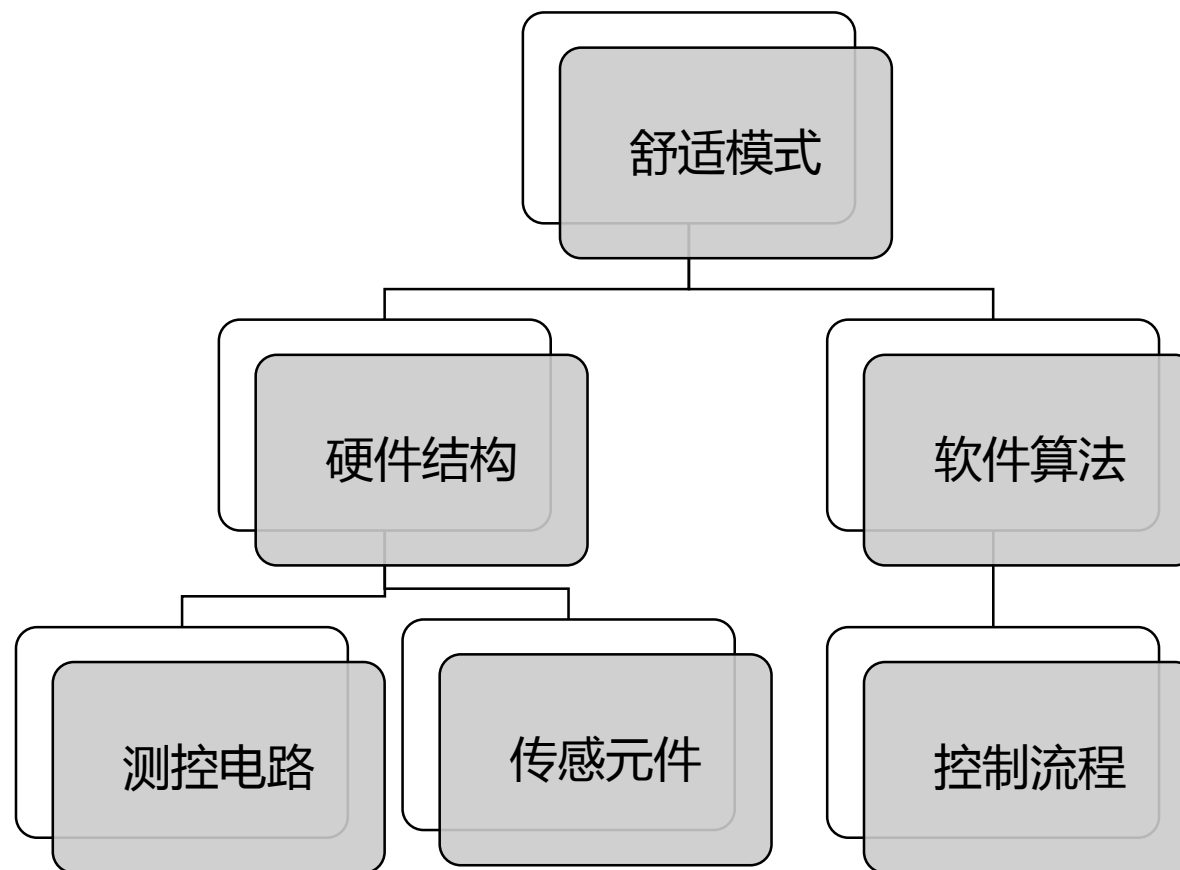 舒适模式
硬件结构
软件算法
测控电路
传感元件
控制流程